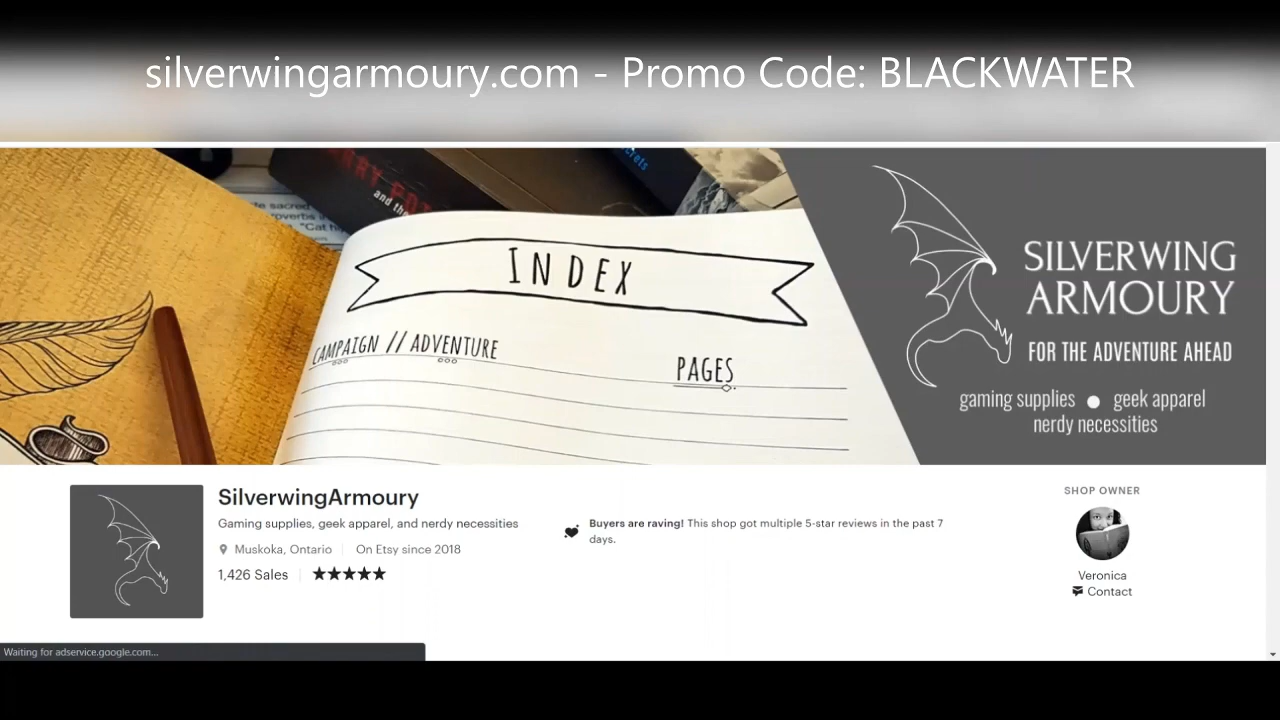 silverwingarmoury.com - Promo Code: BLACKWATER
and the
"Cat
INDEX
CAMPAIGN // ADVENTURE
PAGES
SILVERWING
ARMOURY
FOR THE ADVENTURE AHEAD
gaming supplies ● geek apparel
nerdy necessities
SilverwingArmoury
Gaming supplies, geek apparel, and nerdy necessities
Muskoka, Ontario | On Etsy since 2018
1,426 Sales | ★★★★★
Buyers are raving! This shop got multiple 5-star reviews in the past 7
days.
SHOP OWNER
Veronica
Contact
Waiting for adservice.google.com...